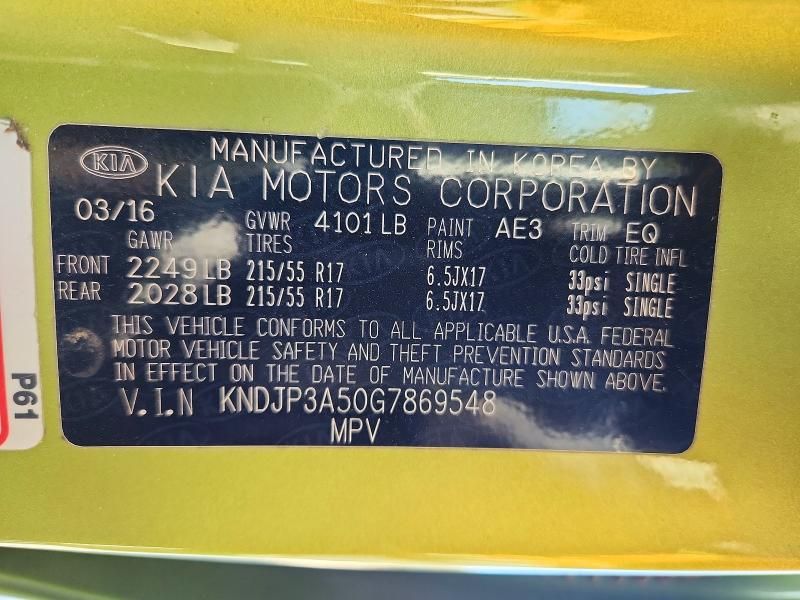 KIA
MANUFACTURED IN KOREA BY
KIA MOTORS CORPORATION
03/16 GVWR 4101 LB PAINT AE3 TRIM EQ
GAWR TIRES RIMS COLD TIRE INFL
FRONT 2249 LB 215/55 R17 6.5JX17 33psi SINGLE
REAR 2028 LB 215/55 R17 6.5JX17 33psi SINGLE
THIS VEHICLE CONFORMS TO ALL APPLICABLE U.S.A. FEDERAL
MOTOR VEHICLE SAFETY AND THEFT PREVENTION STANDARDS
IN EFFECT ON THE DATE OF MANUFACTURE SHOWN ABOVE.
V.I.N KNDJP3A50G7869548
MPV
P61